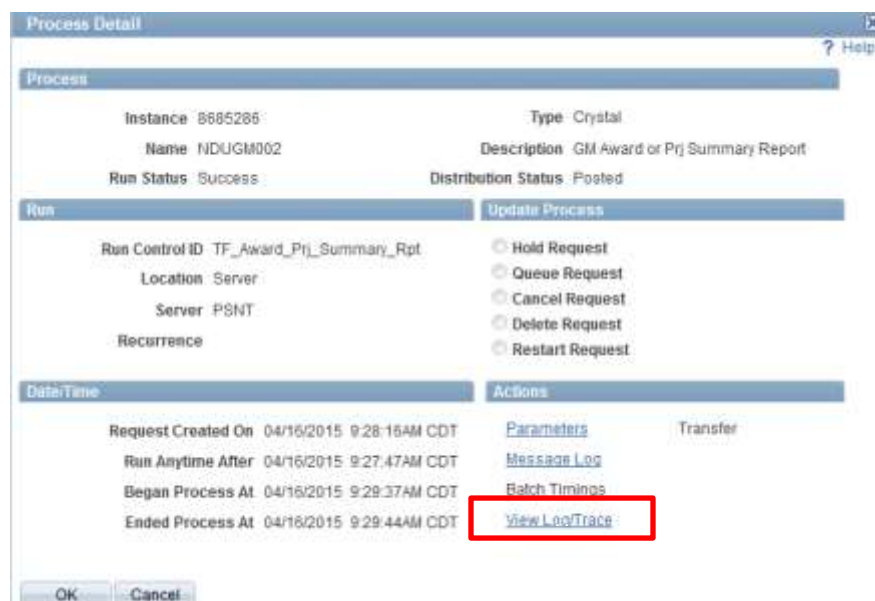 Process Detail
? Help
Process
Instance 8685286 Type Crystal
Name NDUGM002 Description GM Award or Prj Summary Report
Run Status Success Distribution Status Posted
Run Update Process
Run Control ID TF_Award_Prj_Summary_Rpt Hold Request
Location Server Queue Request
Server PSNT Cancel Request
Recurrence Delete Request
Restart Request
Date/Time Actions
Request Created On 04/16/2015 9:28:16AM CDT Parameters Transfer
Run Anytime After 04/16/2015 9:27:47AM CDT Message Log
Began Process At 04/16/2015 9:29:37AM CDT Batch Timings
Ended Process At 04/16/2015 9:29:44AM CDT View Log/Trace
OK Cancel